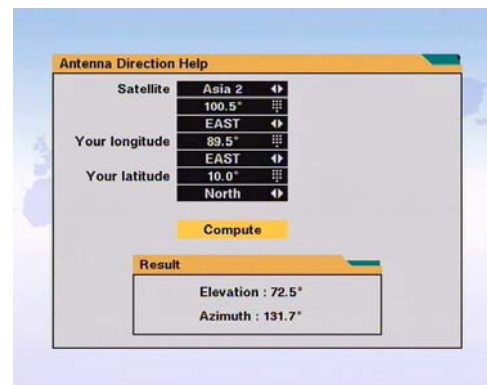 Antenna Direction Help
Satellite Asia 2
100.5°
EAST
Your longitude 89.5°
EAST
Your latitude 10.0°
North
Compute
Result
Elevation : 72.5°
Azimuth : 131.7°